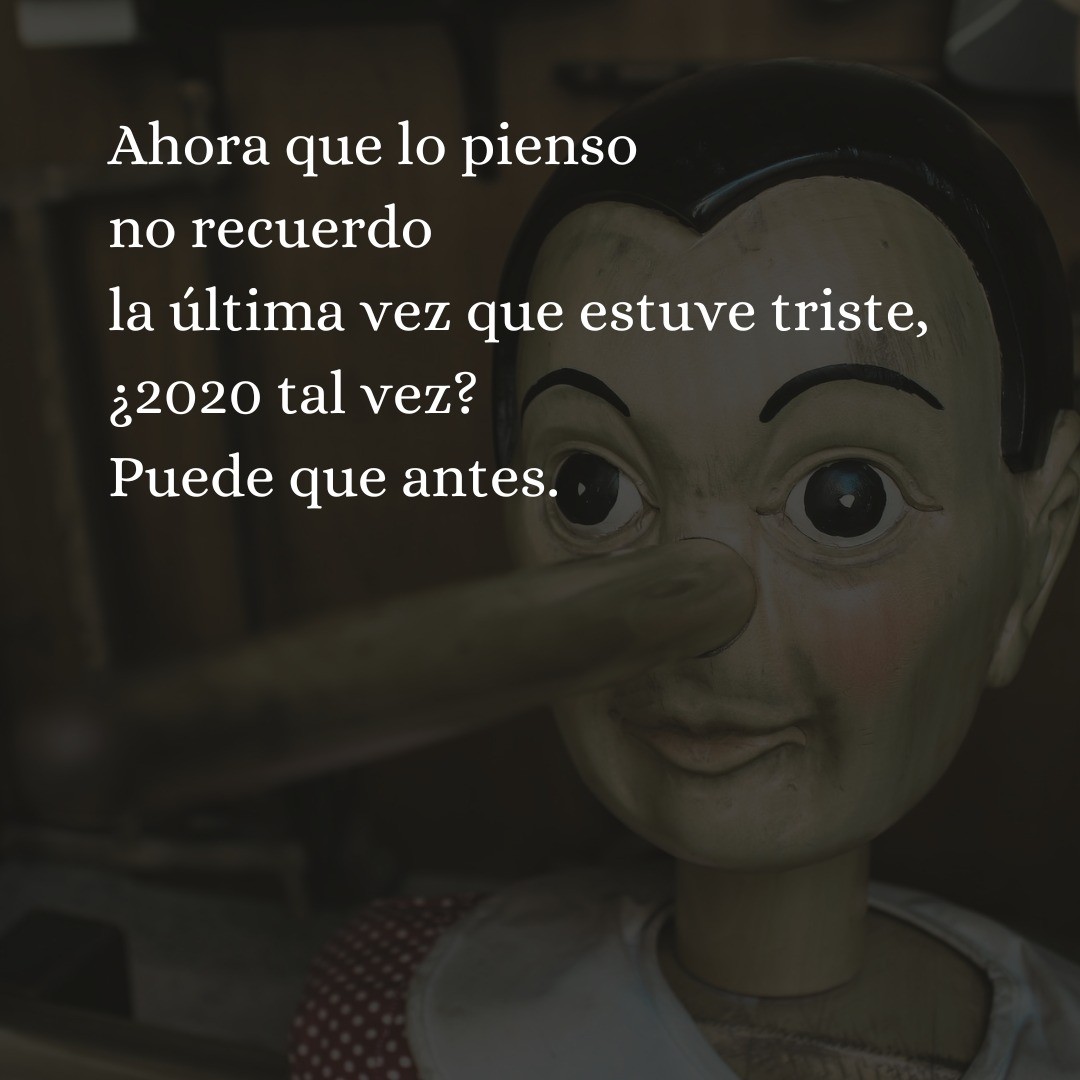 Ahora que lo pienso
no recuerdo
la última vez que estuve triste,
¿2020 tal vez?
Puede que antes.